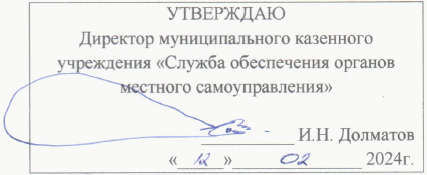 УТВЕРЖДАЮ
Директор муниципального казенного
учреждения «Служба обеспечения органов
местного самоуправления»
И.Н. Долматов
«12» 02 2024г.